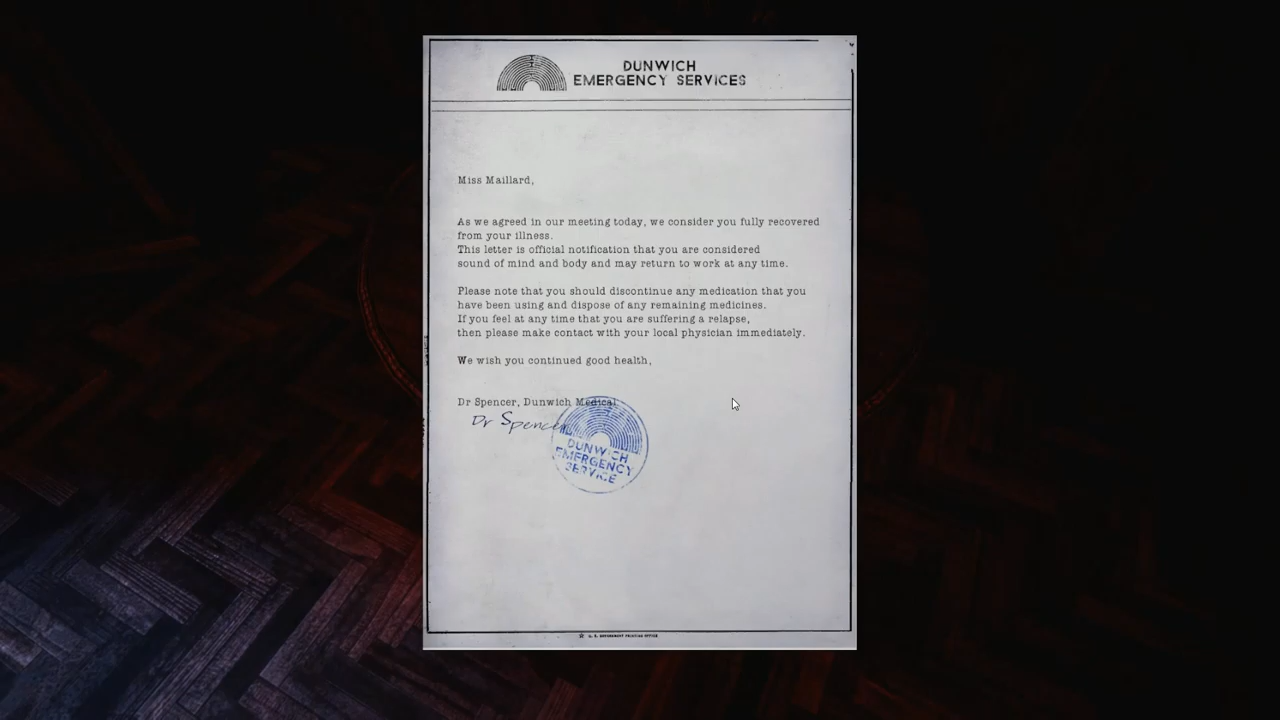 DUNWICH
EMERGENCY SERVICES
Miss Maillard,
As we agreed in our meeting today, we consider you fully recovered
from your illness.
This letter is official notification that you are considered
sound of mind and body and may return to work at any time.
Please note that you should discontinue any medication that you
have been using and dispose of any remaining medicines.
If you feel at any time that you are suffering a relapse,
then please make contact with your local physician immediately.
We wish you continued good health,
Dr Spencer, Dunwich Medical
Dr Spencer
DUNWICH
EMERGENCY
SERVICE
U. S. GOVERNMENT PRINTING OFFICE